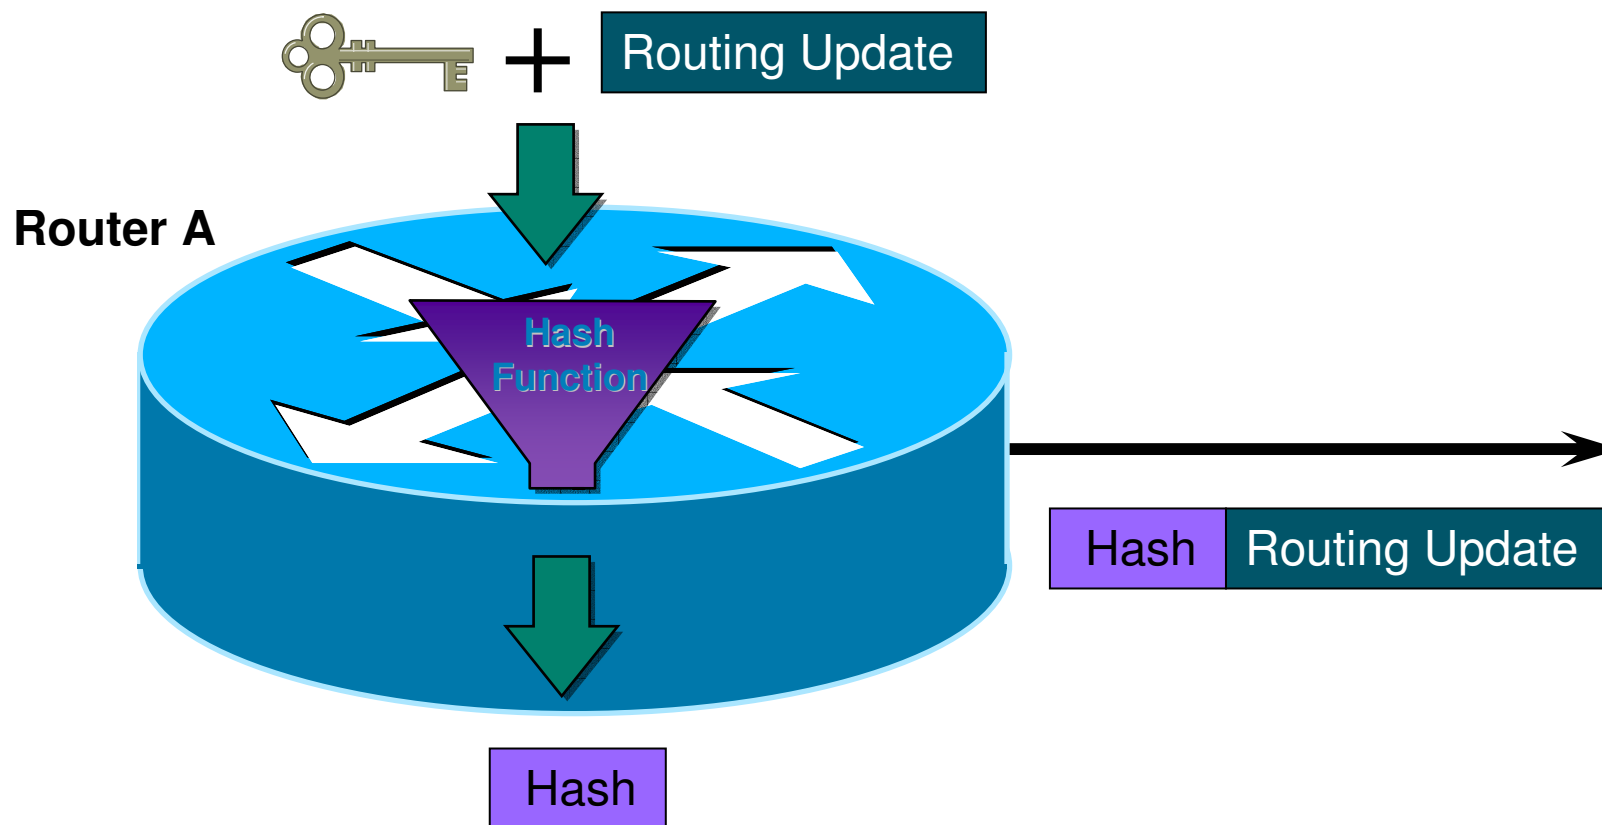 Routing Update
Router A
Hash
Function
Hash Routing Update
Hash